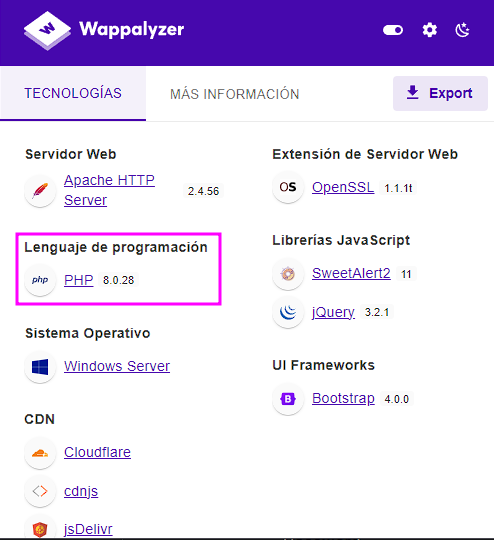 Wappalyzer
TECNOLOGÍAS
MÁS INFORMACIÓN
Export
Servidor Web
Apache HTTP
Server
2.4.56
Lenguaje de programación
php
PHP 8.0.28
Sistema Operativo
Windows Server
CDN
Cloudflare
cdnjs
jsDelivr
Extensión de Servidor Web
OS
OpenSSL 1.1.1t
Librerías JavaScript
SweetAlert2 11
jQuery 3.2.1
UI Frameworks
B
Bootstrap 4.0.0